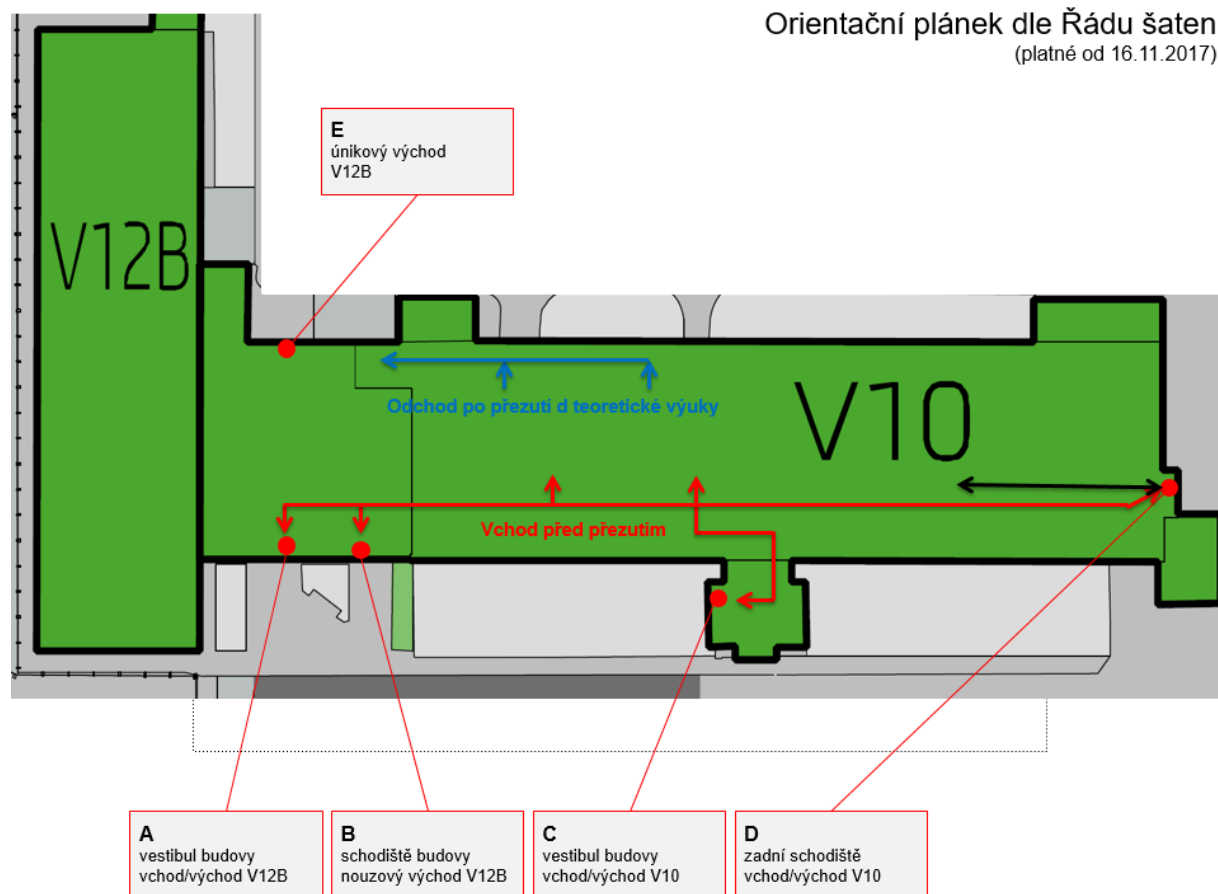 Orientační plánek dle Řádu šaten
(platné od 16.11.2017)
E
únikový východ
V12B
V12B
Odchod po přezutí d teoretické výuky
V10
Vchod před přezutím
A
vestibul budovy
vchod/východ V12B
B
schodiště budovy
nouzový východ V12B
C
vestibul budovy
vchod/východ V10
D
zadní schodiště
vchod/východ V10